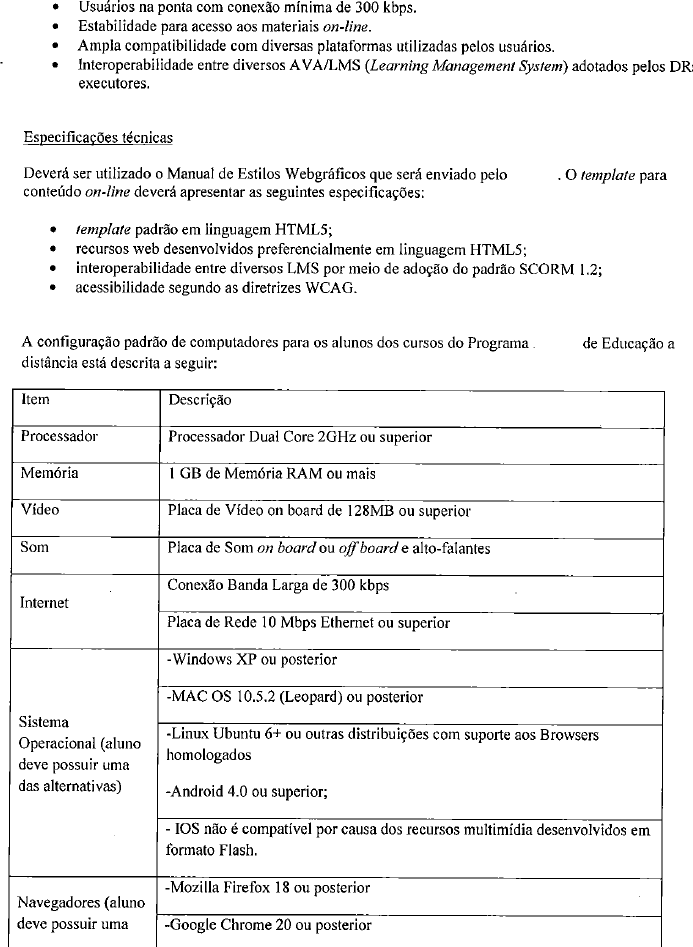 • Usuários na ponta com conexão mínima de 300 kbps.
• Estabilidade para acesso aos materiais on-line.
• Ampla compatibilidade com diversas plataformas utilizadas pelos usuários.
• Interoperabilidade entre diversos AVA/LMS (Learning Management System) adotados pelos DR
executores.
Especificações técnicas
Deverá ser utilizado o Manual de Estilos Webgráficos que será enviado pelo . O template para
conteúdo on-line deverá apresentar as seguintes especificações:
• template padrão em linguagem HTML5;
• recursos web desenvolvidos preferencialmente em linguagem HTML5;
• interoperabilidade entre diversos LMS por meio de adoção do padrão SCORM 1.2;
• acessibilidade segundo as diretrizes WCAG.
A configuração padrão de computadores para os alunos dos cursos do Programa de Educação a
distância está descrita a seguir:
Item Descrição
Processador Processador Dual Core 2GHz ou superior
Memória 1 GB de Memória RAM ou mais
Vídeo Placa de Vídeo on board de 128MB ou superior
Som Placa de Som on board ou off board e alto-falantes
Internet
Conexão Banda Larga de 300 kbps
Placa de Rede 10 Mbps Ethernet ou superior
Sistema
Operacional (aluno
deve possuir uma
das alternativas)
-Windows XP ou posterior
-MAC OS 10.5.2 (Leopard) ou posterior
-Linux Ubuntu 6+ ou outras distribuições com suporte aos Browsers
homologados
-Android 4.0 ou superior;
- IOS não é compatível por causa dos recursos multimídia desenvolvidos em
formato Flash.
Navegadores (aluno
deve possuir uma
-Mozilla Firefox 18 ou posterior
-Google Chrome 20 ou posterior